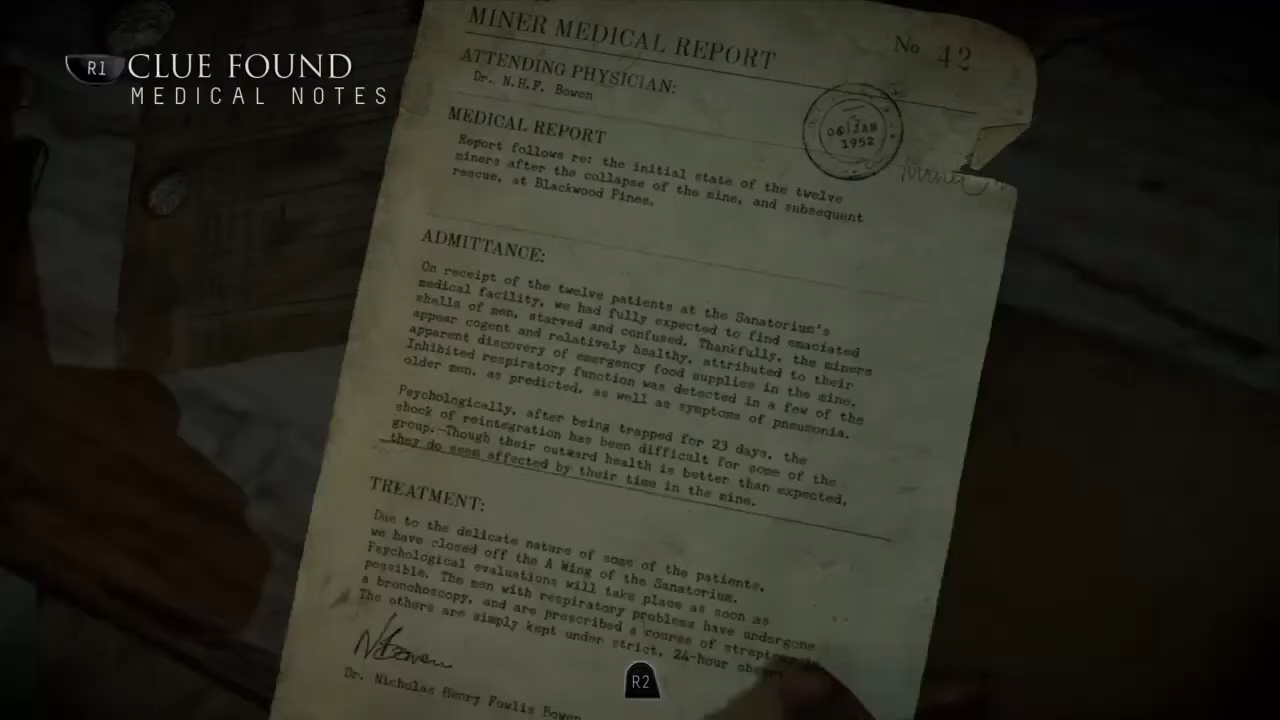 R1 CLUE FOUND
MEDICAL NOTES
MINER MEDICAL REPORT
No 42
ATTENDING PHYSICIAN:
Dr. N.H.F. Bowen
06 JAN
1952
MEDICAL REPORT
Report follows re: the initial state of the twelve
miners after the collapse of the mine, and subsequent
rescue, at Blackwood Pines.
ADMITTANCE:
On receipt of the twelve patients at the Sanatorium's
medical facility, we had fully expected to find emaciated
shells of men, starved and confused. Thankfully, the miners
appear cogent and relatively healthy, attributed to their
apparent discovery of emergency food supplies in the mine.
Inhibited respiratory function was detected in a few of the
older men, as predicted, as well as symptoms of pneumonia.
Psychologically, after being trapped for 23 days, the
shock of reintegration has been difficult for some of the
group. Though their outward health is better than expected,
they do seem affected by their time in the mine.
TREATMENT:
Due to the delicate nature of some of the patients,
we have closed off the A Wing of the Sanatorium.
Psychological evaluations will take place as soon as
possible. The men with respiratory problems have undergone
a bronchoscopy, and are prescribed a course of
The others are simply kept under strict, 24-hour
NBowen
Dr. Nicholas Henry Fowlis Bowen
R2